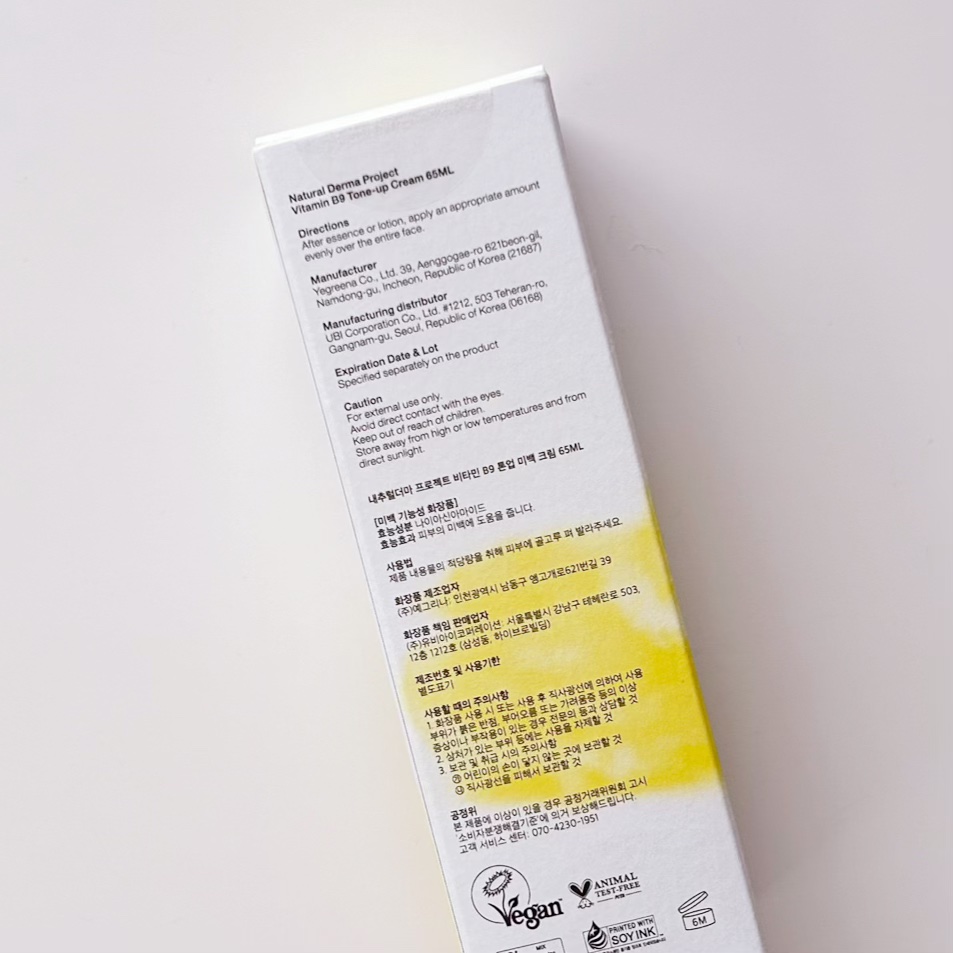 Natural Derma Project
Vitamin B9 Tone-up Cream 65ML
Directions
After essence or lotion, apply an appropriate amount
evenly over the entire face.
Manufacturer
Yegreena Co., Ltd. 39, Aenggogae-ro 621beon-gil,
Namdong-gu, Incheon, Republic of Korea (21687)
Manufacturing distributor
UBI Corporation Co., Ltd. #1212, 503 Teheran-ro,
Gangnam-gu, Seoul, Republic of Korea (06168)
Expiration Date & Lot
Specified separately on the product
Caution
For external use only.
Avoid direct contact with the eyes.
Keep out of reach of children.
Store away from high or low temperatures and from
direct sunlight.
내추럴더마 프로젝트 비타민 B9 톤업 미백 크림 65ML
[미백 기능성 화장품]
효능성분 나이아신아마이드
효능효과 피부의 미백에 도움을 줍니다.
사용법
제품 내용물의 적당량을 취해 피부에 골고루 펴 발라주세요.
화장품 제조업자
(주)예그리나: 인천광역시 남동구 앵고개로621번길 39
화장품 책임 판매업자
(주)유비아이코퍼레이션: 서울특별시 강남구 테헤란로 503,
12층 1212호 (삼성동, 하이브로빌딩)
제조번호 및 사용기한
별도표기
사용할 때의 주의사항
1. 화장품 사용 시 또는 사용 후 직사광선에 의하여 사용
부위가 붉은 반점, 부어오름 또는 가려움증 등의 이상
증상이나 부작용이 있는 경우 전문의 등과 상담할 것
2. 상처가 있는 부위 등에는 사용을 자제할 것
3. 보관 및 취급 시의 주의사항
㉮ 어린이의 손이 닿지 않는 곳에 보관할 것
㉯ 직사광선을 피해서 보관할 것
공정위
본 제품에 이상이 있을 경우 공정거래위원회 고시
'소비자분쟁해결기준'에 의거 보상해드립니다.
고객 서비스 센터: 070-4230-1951
Vegan™
ANIMAL
TEST-FREE
PRINTED WITH
SOY INK™
6M
MIX